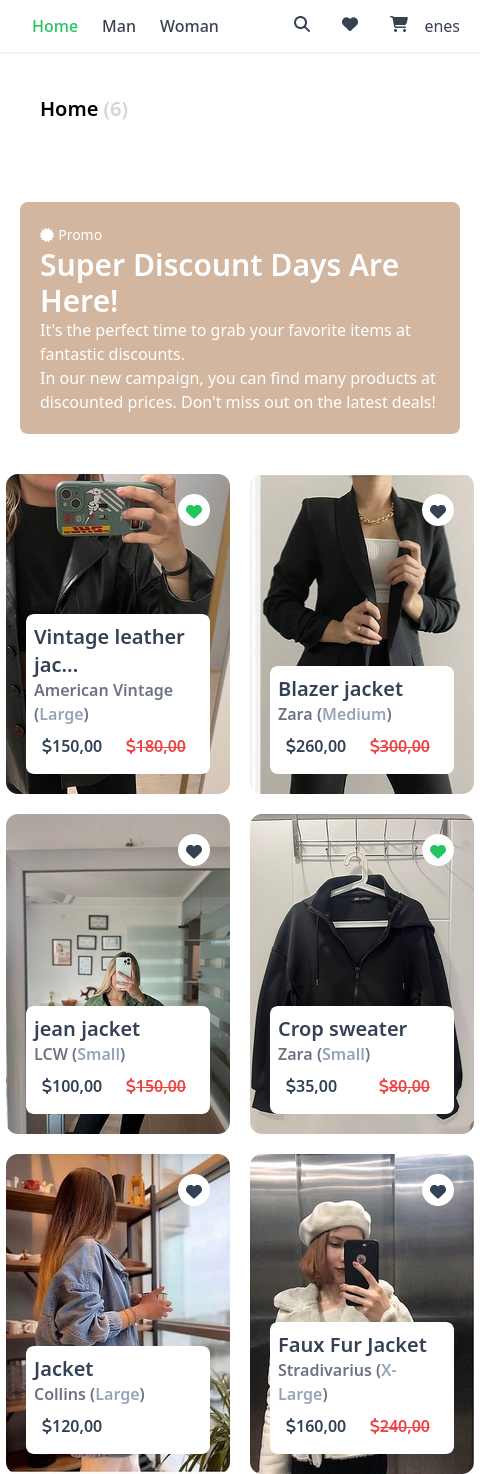 Home Man Woman enes
Home (6)
Promo
Super Discount Days Are
Here!
It's the perfect time to grab your favorite items at
fantastic discounts.
In our new campaign, you can find many products at
discounted prices. Don't miss out on the latest deals!
Vintage leather
jac...
American Vintage
(Large)
$150,00 $180,00
Blazer jacket
Zara (Medium)
$260,00 $300,00
jean jacket
LCW (Small)
$100,00 $150,00
Crop sweater
Zara (Small)
$35,00 $80,00
Jacket
Collins (Large)
$120,00
Faux Fur Jacket
Stradivarius (X-
Large)
$160,00 $240,00